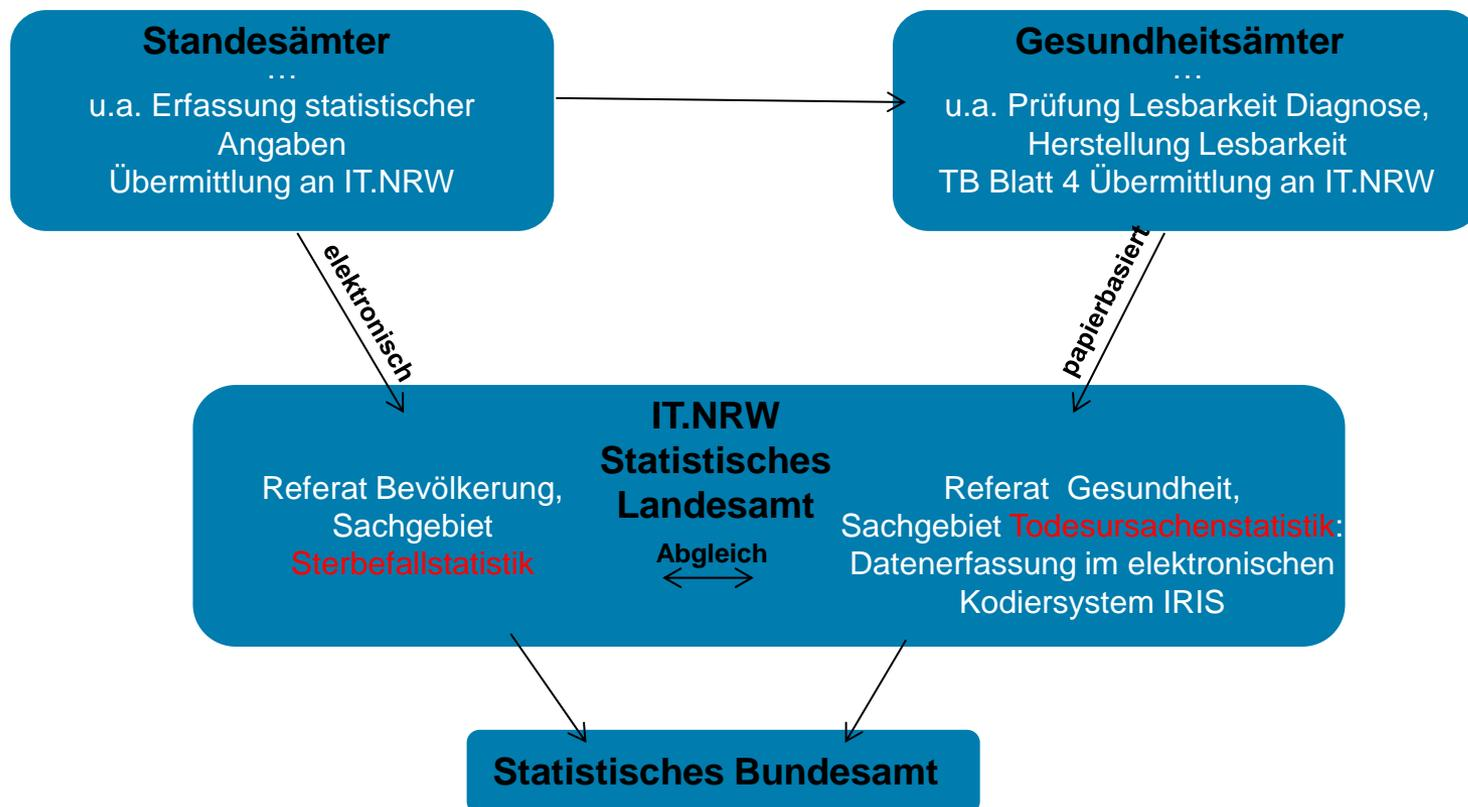 Standesämter
...
u.a. Erfassung statistischer
Angaben
Übermittlung an IT.NRW
Gesundheitsämter
...
u.a. Prüfung Lesbarkeit Diagnose,
Herstellung Lesbarkeit
TB Blatt 4 Übermittlung an IT.NRW
elektronisch
papierbasiert
IT.NRW
Statistisches
Landesamt
Abgleich
Referat Bevölkerung,
Sachgebiet
Sterbefallstatistik
Referat Gesundheit,
Sachgebiet Todesursachenstatistik:
Datenerfassung im elektronischen
Kodiersystem IRIS
Statistisches Bundesamt